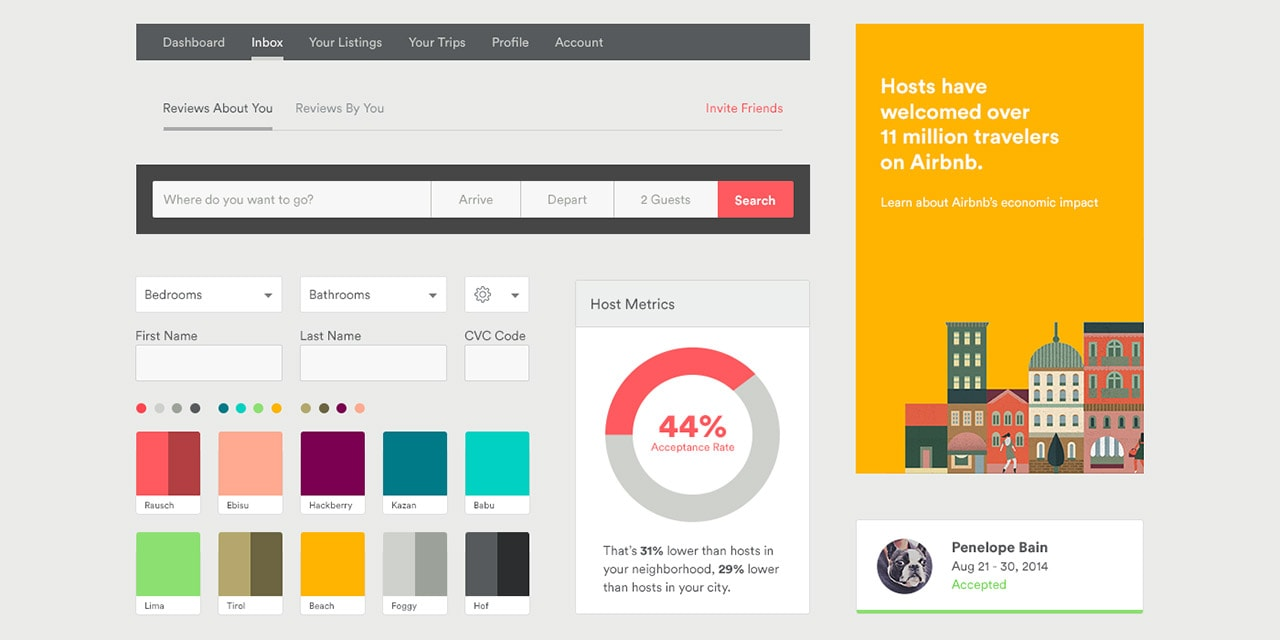 Dashboard Inbox Your Listings Your Trips Profile Account
Reviews About You Reviews By You Invite Friends
Where do you want to go? Arrive Depart 2 Guests Search
Bedrooms Bathrooms
First Name Last Name CVC Code
Rausch Ebisu Hackberry Kazan Babu
Lima Tirol Beach Foggy Hof
Host Metrics
44%
Acceptance Rate
That's 31% lower than hosts in
your neighborhood, 29% lower
than hosts in your city.
Hosts have
welcomed over
11 million travelers
on Airbnb.
Learn about Airbnb's economic impact
Penelope Bain
Aug 21 - 30, 2014
Accepted